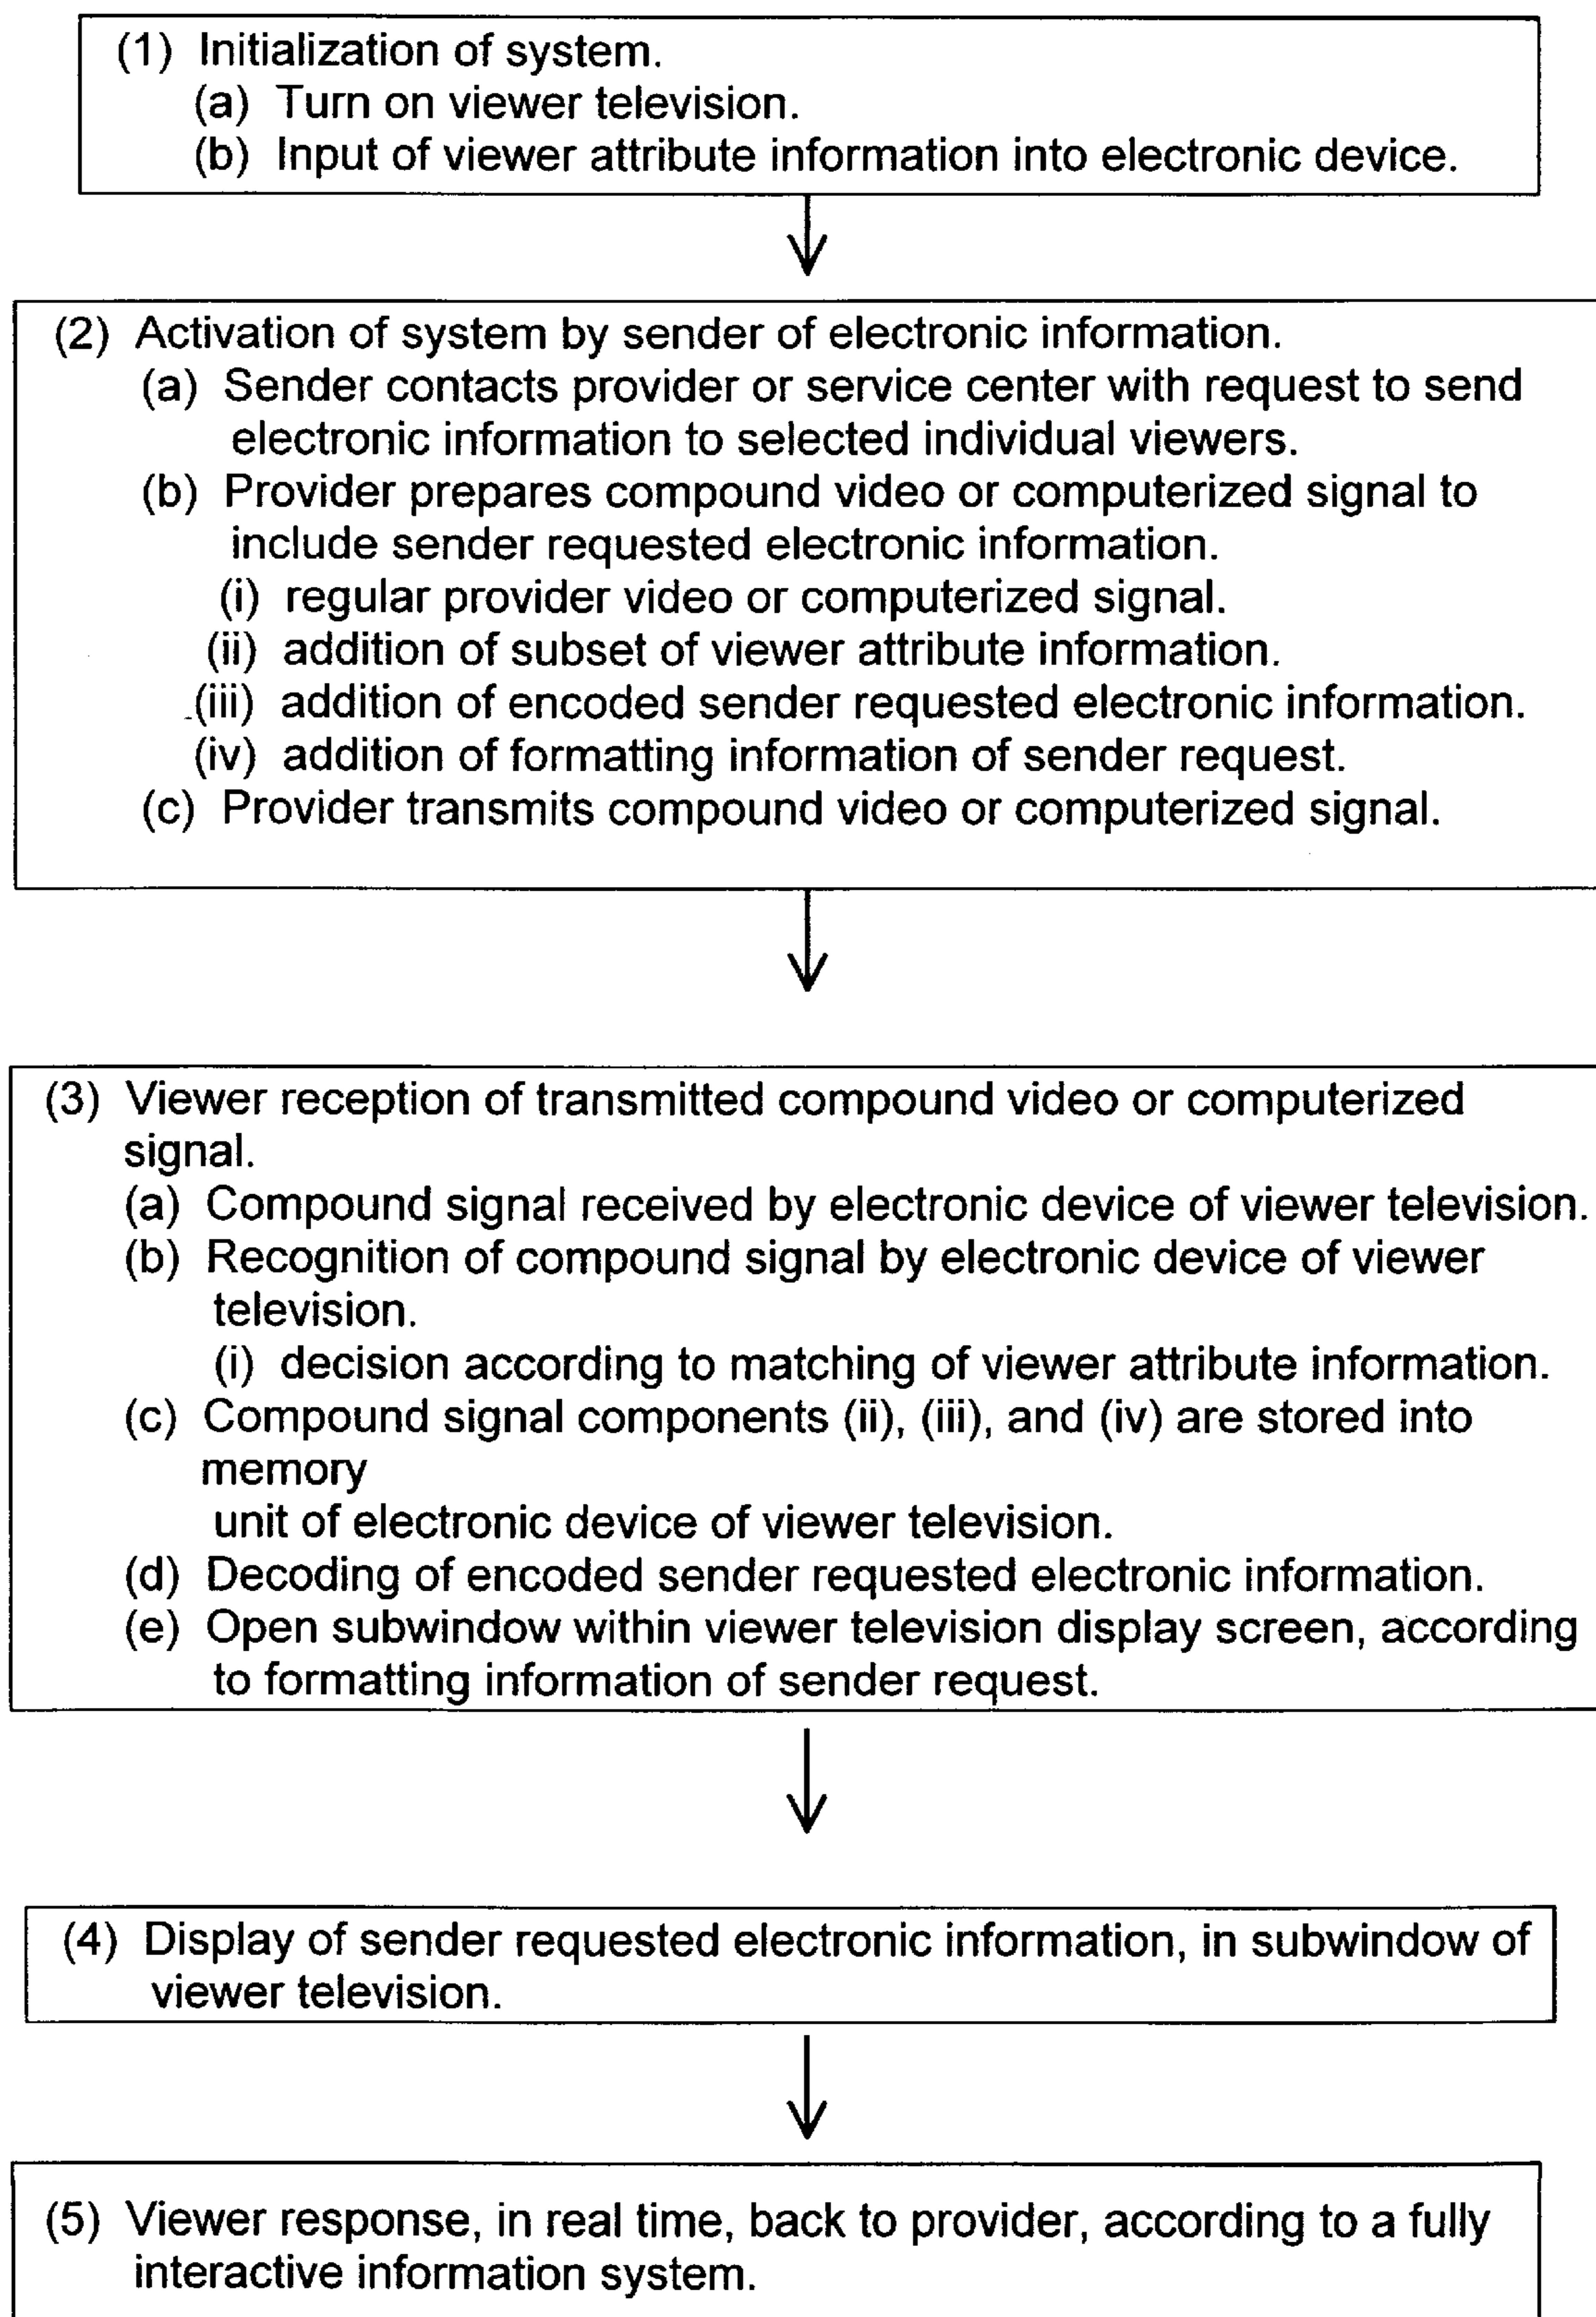 (1) Initialization of system.
(a) Turn on viewer television.
(b) Input of viewer attribute information into electronic device.
(2) Activation of system by sender of electronic information.
(a) Sender contacts provider or service center with request to send
electronic information to selected individual viewers.
(b) Provider prepares compound video or computerized signal to
include sender requested electronic information.
(i) regular provider video or computerized signal.
(ii) addition of subset of viewer attribute information.
(iii) addition of encoded sender requested electronic information.
(iv) addition of formatting information of sender request.
(c) Provider transmits compound video or computerized signal.
(3) Viewer reception of transmitted compound video or computerized
signal.
(a) Compound signal received by electronic device of viewer television.
(b) Recognition of compound signal by electronic device of viewer
television.
(i) decision according to matching of viewer attribute information.
(c) Compound signal components (ii), (iii), and (iv) are stored into
memory
unit of electronic device of viewer television.
(d) Decoding of encoded sender requested electronic information.
(e) Open subwindow within viewer television display screen, according
to formatting information of sender request.
(4) Display of sender requested electronic information, in subwindow of
viewer television.
(5) Viewer response, in real time, back to provider, according to a fully
interactive information system.